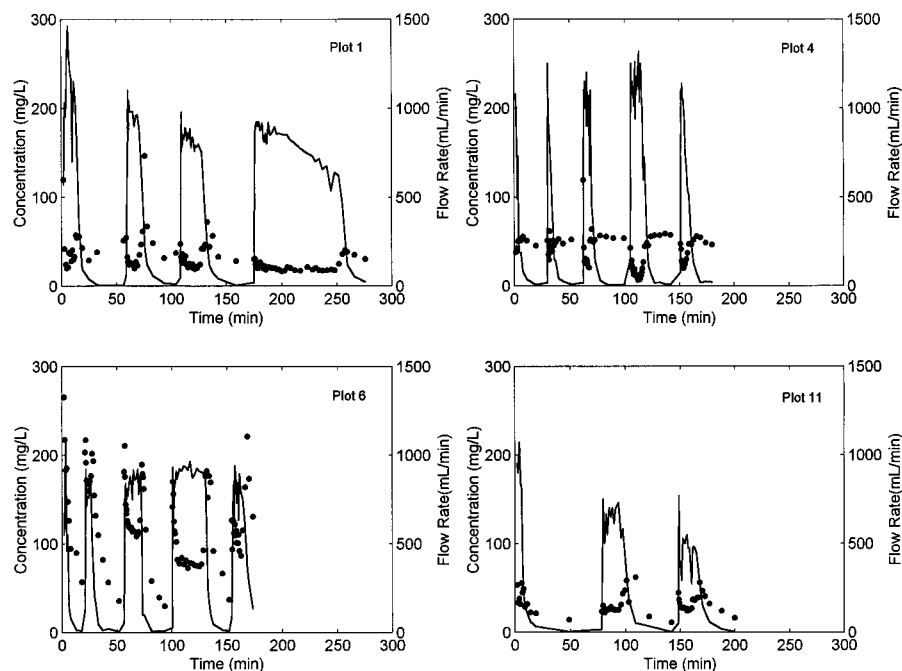 Plot 1
300
200
100
0
Concentration (mg/L)
1500
1000
500
0
Flow Rate(mL/min)
0 50 100 150 200 250 300
Time (min)
Plot 4
300
200
100
0
Concentration (mg/L)
1500
1000
500
0
Flow Rate(mL/min)
0 50 100 150 200 200 300
Time (min)
Plot 6
300
200
100
0
Concentration (mg/L)
1500
1000
500
0
Flow Rate(mL/min)
0 50 100 150 200 250 300
Time (min)
Plot 11
300
200
100
0
Concentration (mg/L)
1500
1000
500
0
Flow Rate(mL/min)
0 50 100 150 200 250 300
Time (min)